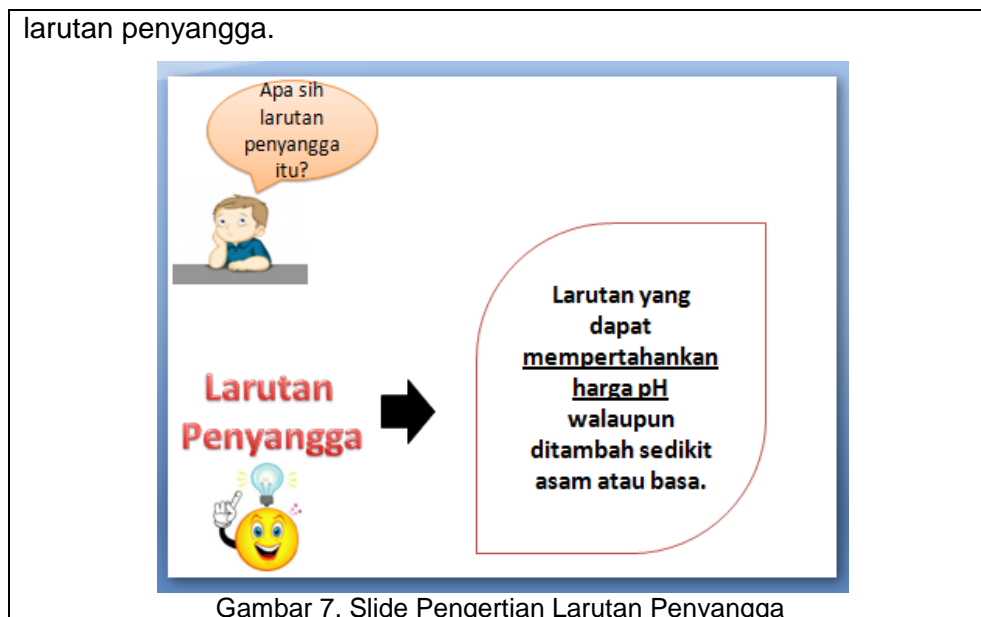 larutan penyangga.
Apa sih
larutan
penyangga
itu?
Larutan
Penyangga
Larutan yang
dapat
mempertahankan
harga pH
walaupun
ditambah sedikit
asam atau basa.
Gambar 7. Slide Pengertian Larutan Penyangga